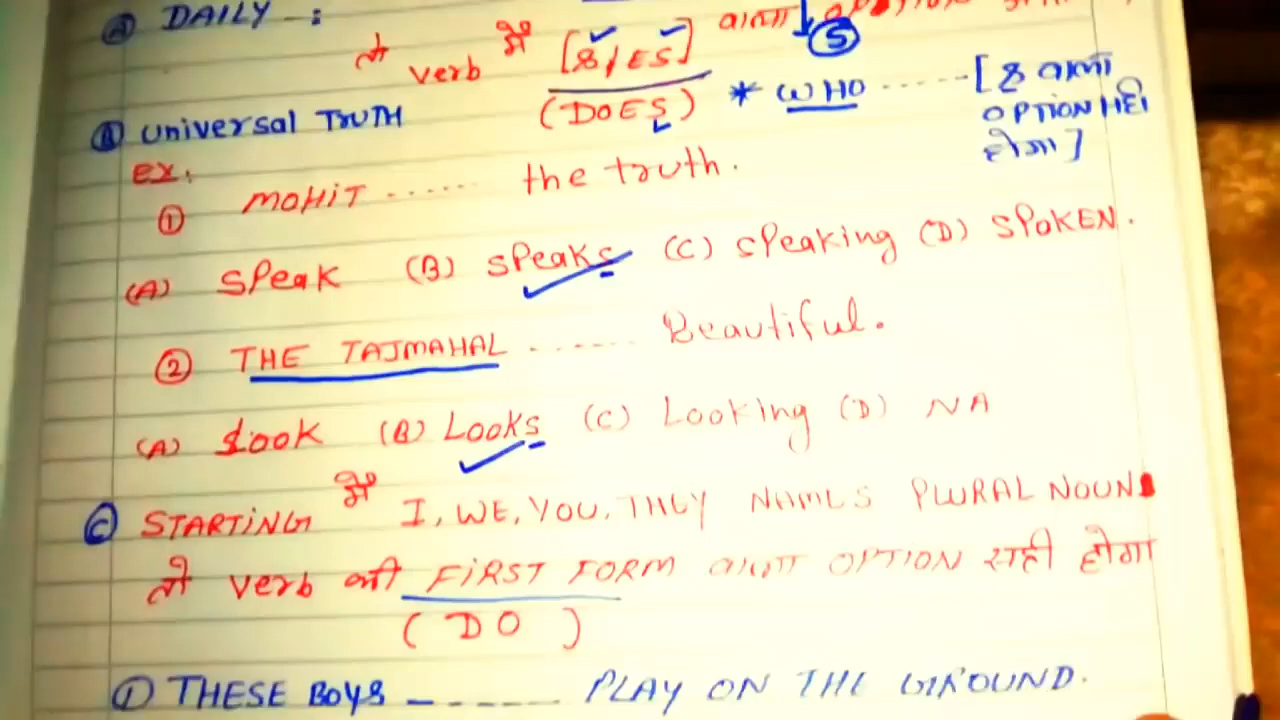 Ⓐ DAILY - :
तो verb में [S/ES] वाला
Ⓢ
Ⓑ Universal TRUTH (DOES) * WHO ...... [S वाला OPTION सही होगा]
ex.
① MOHIT ...... the truth.
(A) SPeak (B) SPeaks (C) SPeaking (D) SPOKEN.
② THE TAJMAHAL ...... Beautiful.
(A) Look (B) Looks (C) Looking (D) NA
Ⓒ STARTING में I, WE, YOU, THEY NAMES PLURAL NOUN
तो verb की FIRST FORM वाला OPTION सही होगा
(DO)
① THESE BOYS ------ PLAY ON THE GROUND.